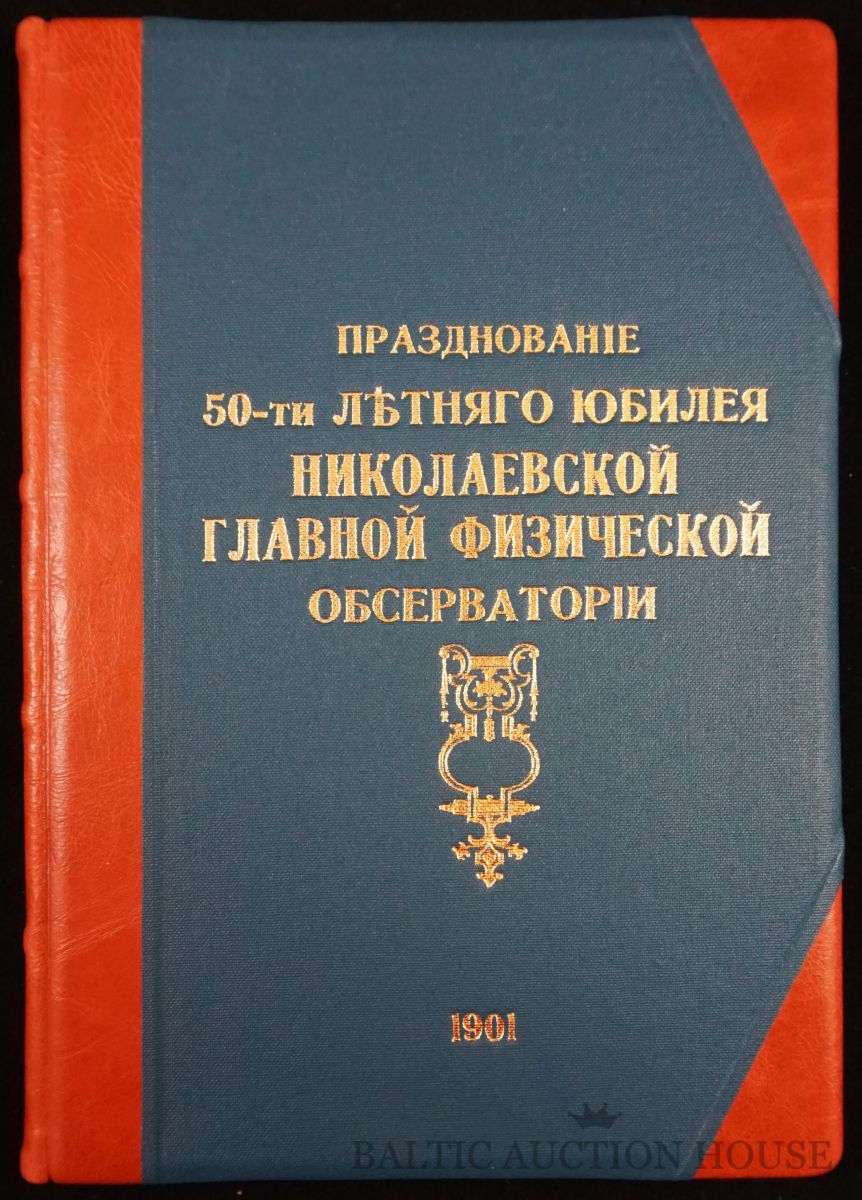 ПРАЗДНОВАНІЕ
50-ти ЛѢТНЯГО ЮБИЛЕЯ
НИКОЛАЕВСКОЙ
ГЛАВНОЙ ФИЗИЧЕСКОЙ
ОБСЕРВАТОРІИ
1901
BALTIC AUCTION HOUSE